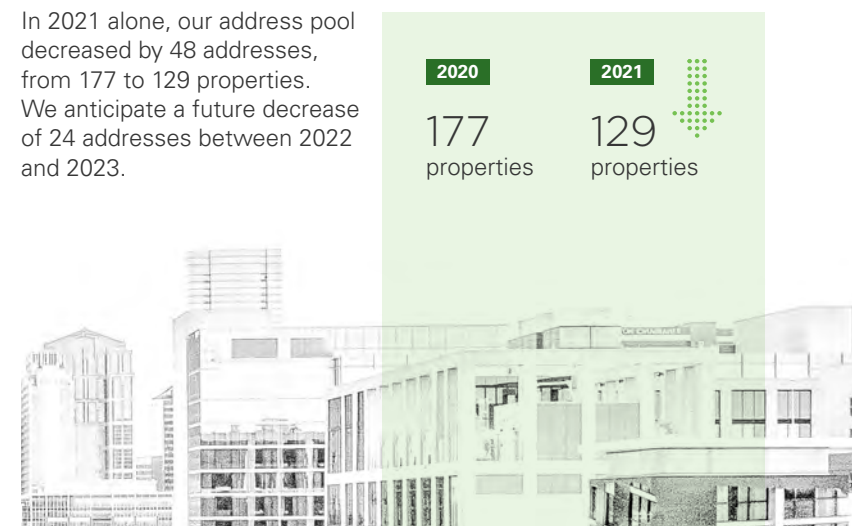 In 2021 alone, our address pool
decreased by 48 addresses,
from 177 to 129 properties.
We anticipate a future decrease
of 24 addresses between 2022
and 2023.
2020
177
properties
2021
129
properties